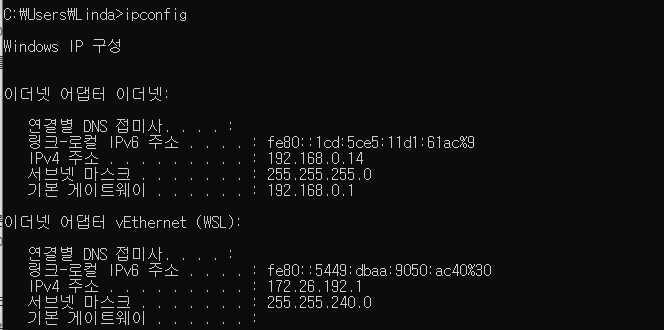 C:\Users\Linda>ipconfig
Windows IP 구성
이더넷 어댑터 이더넷:
연결별 DNS 접미사. . . . :
링크-로컬 IPv6 주소 . . . . : fe80::1cd:5ce5:11d1:61ac%9
IPv4 주소 . . . . . . . . . : 192.168.0.14
서브넷 마스크 . . . . . . . : 255.255.255.0
기본 게이트웨이 . . . . . . : 192.168.0.1
이더넷 어댑터 vEthernet (WSL):
연결별 DNS 접미사. . . . :
링크-로컬 IPv6 주소 . . . . : fe80::5449:dbaa:9050:ac40%30
IPv4 주소 . . . . . . . . . : 172.26.192.1
서브넷 마스크 . . . . . . . : 255.255.240.0
기본 게이트웨이 . . . . . . :